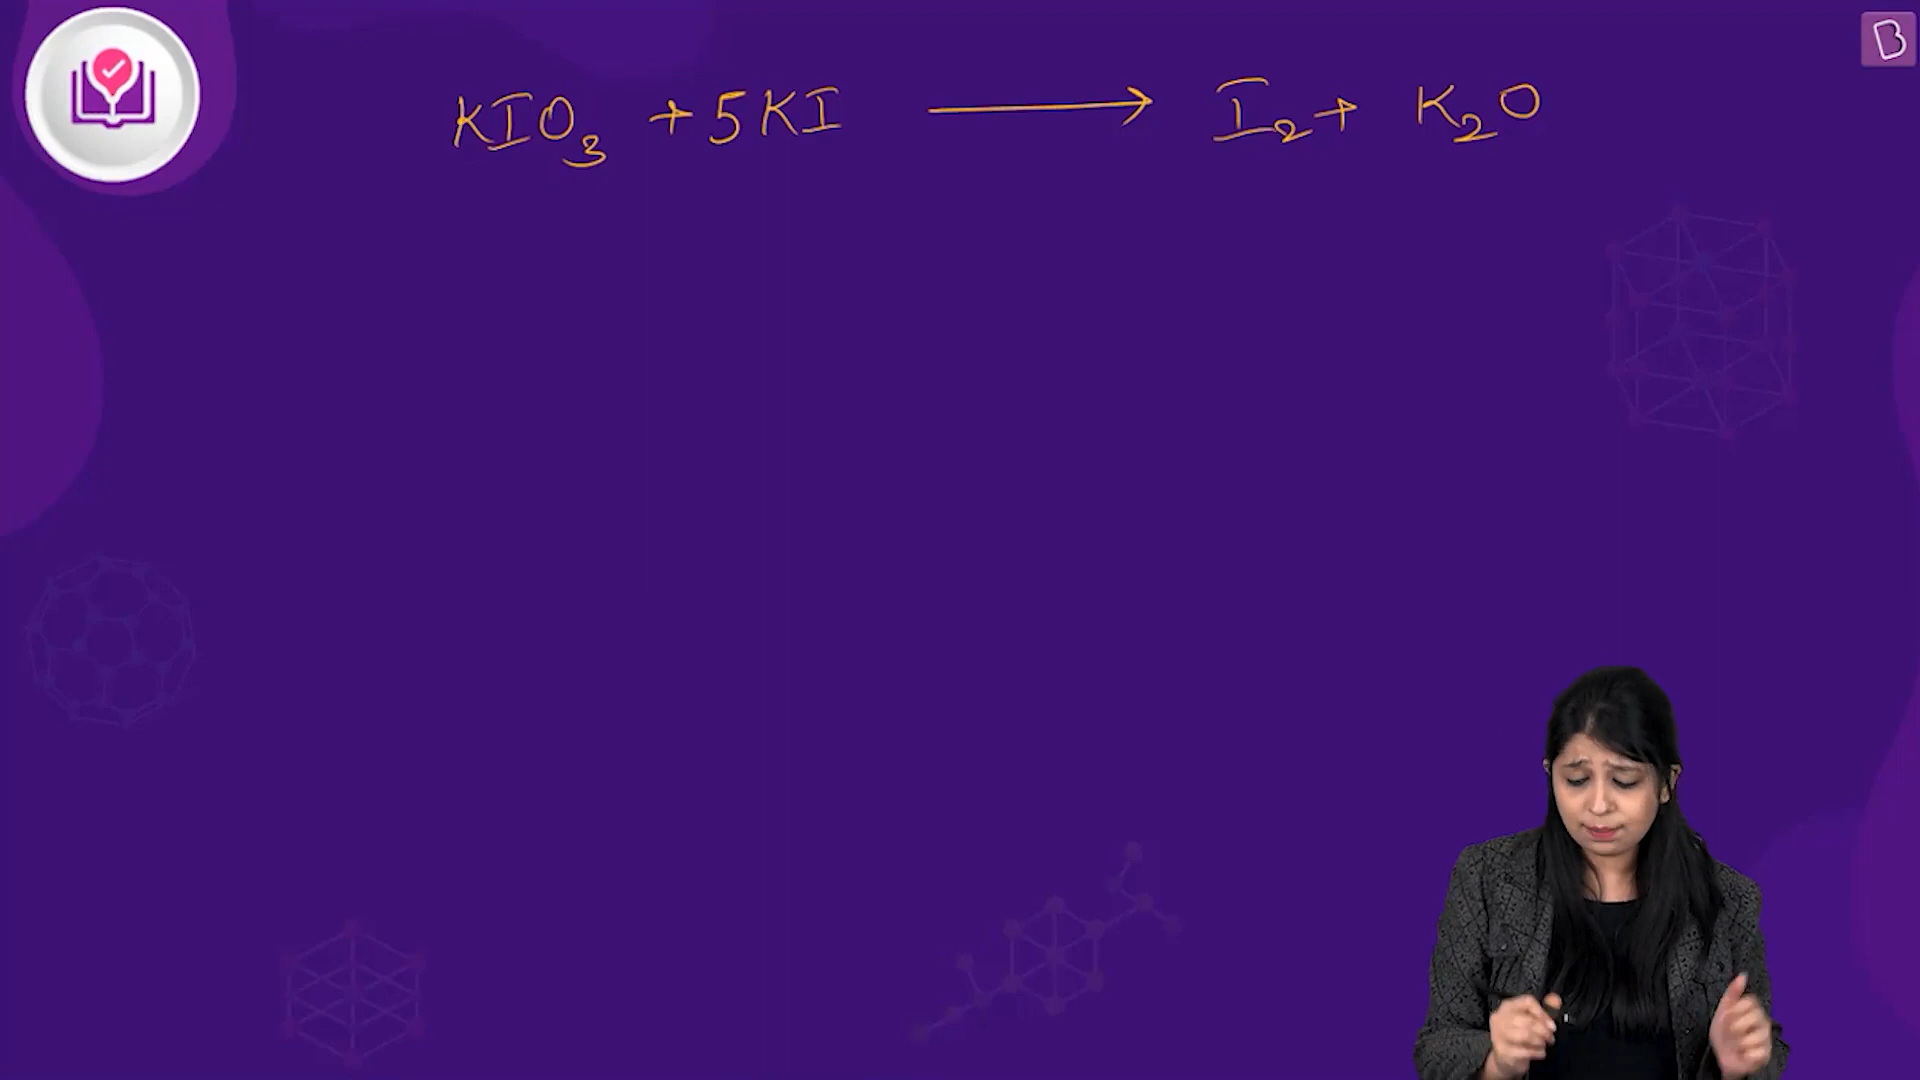 KIO₃ + 5KI ⟶ I₂ + K₂O
B